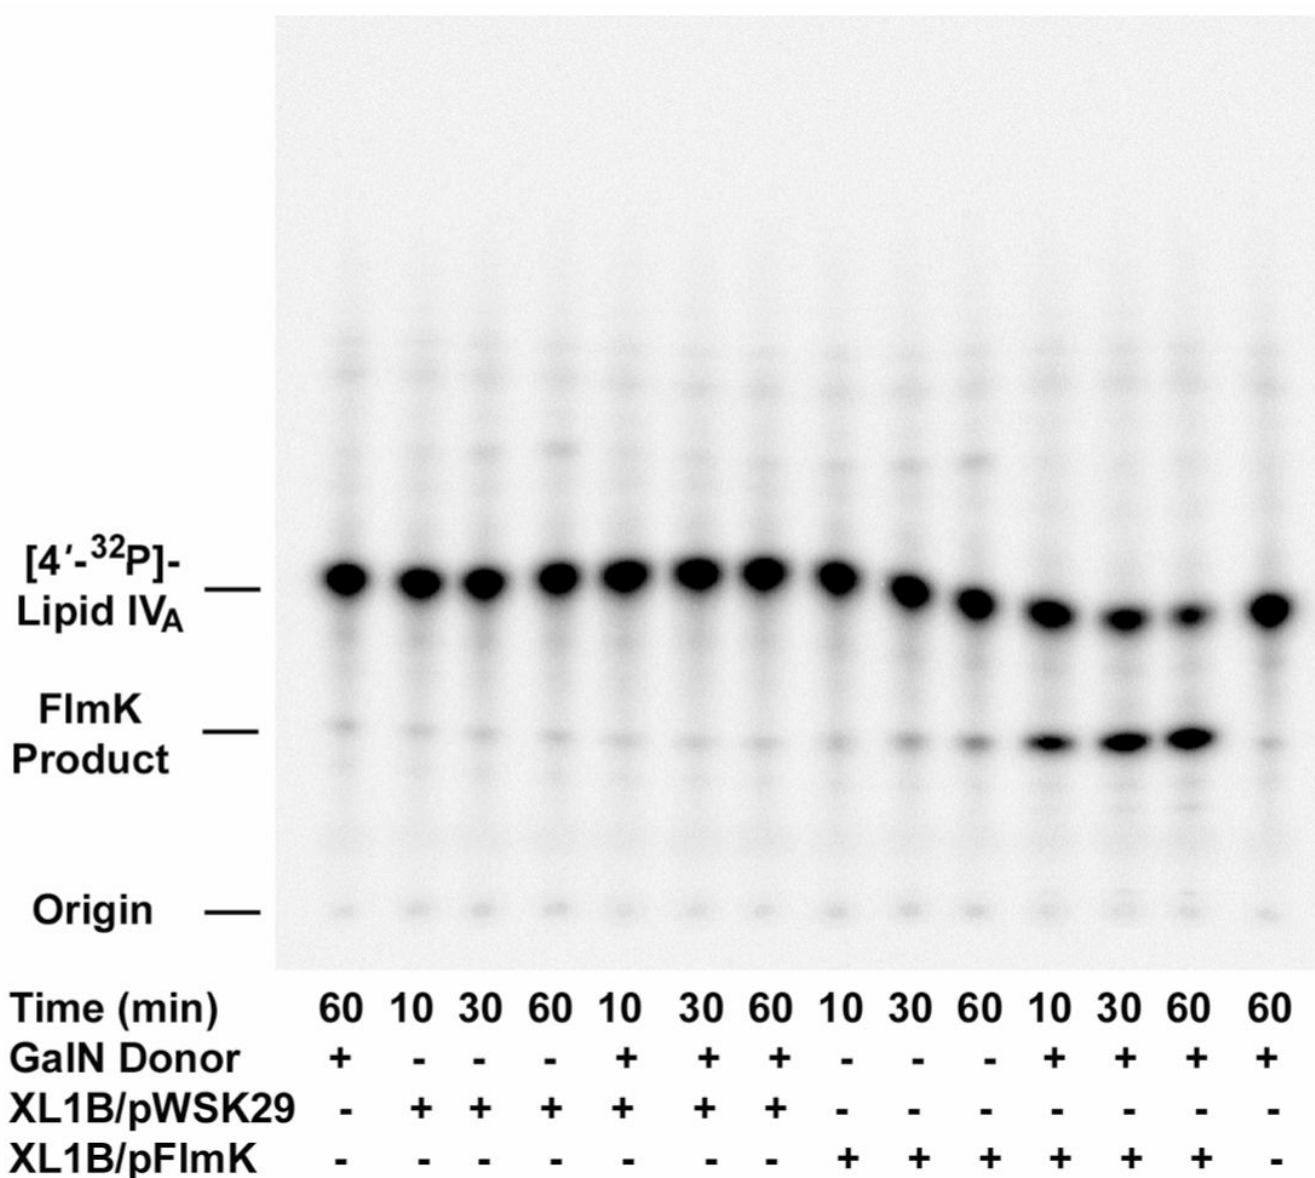 [4′-³²P]-
Lipid IVA
FlmK
Product
Origin
Time (min) 60 10 30 60 10 30 60 10 30 60 10 30 60 60
GalN Donor + - - - + + + - - - + + + +
XL1B/pWSK29 - + + + + + + - - - - - - -
XL1B/pFlmK - - - - - - - + + + + + + -